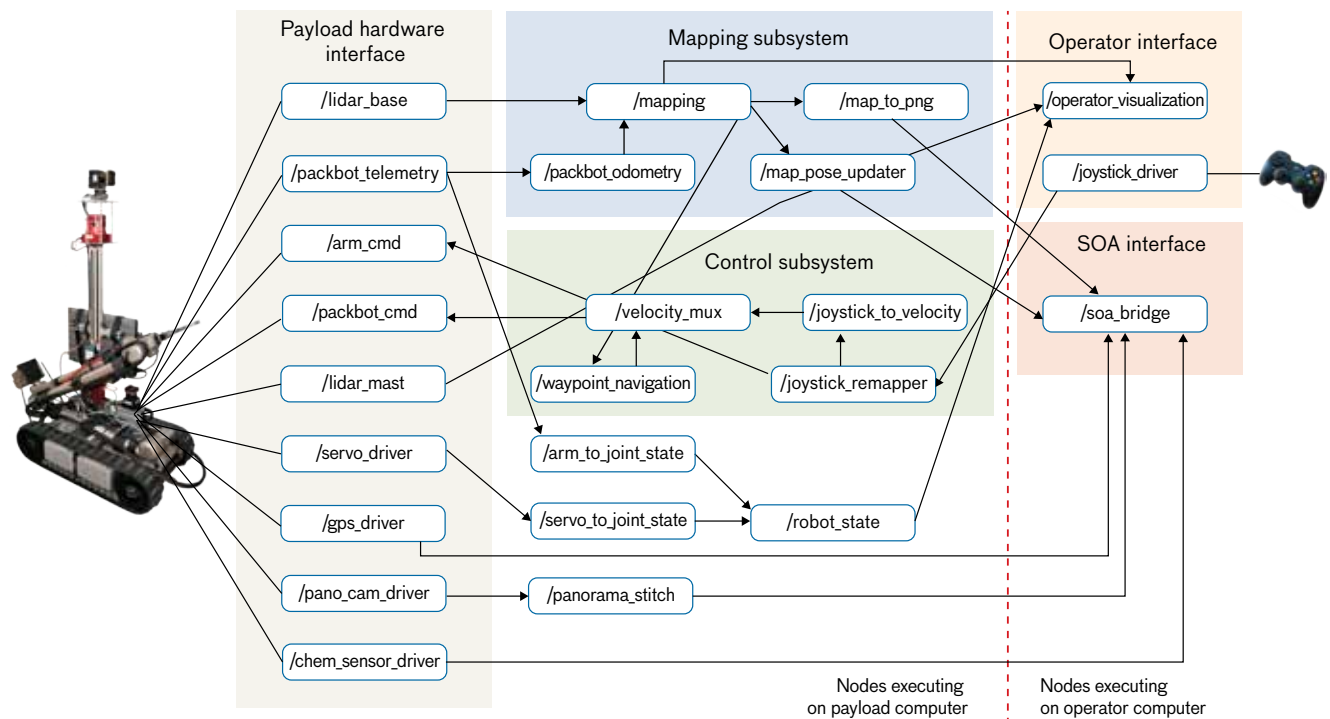 Payload hardware
interface
/lidar_base
/packbot_telemetry
/arm_cmd
/packbot_cmd
/lidar_mast
/servo_driver
/gps_driver
/pano_cam_driver
/chem_sensor_driver
Mapping subsystem
/mapping
/map_to_png
/packbot_odometry
/map_pose_updater
Control subsystem
/velocity_mux
/joystick_to_velocity
/waypoint_navigation
/joystick_remapper
/arm_to_joint_state
/servo_to_joint_state
/robot_state
/panorama_stitch
Operator interface
/operator_visualization
/joystick_driver
SOA interface
/soa_bridge
Nodes executing
on payload computer
Nodes executing
on operator computer